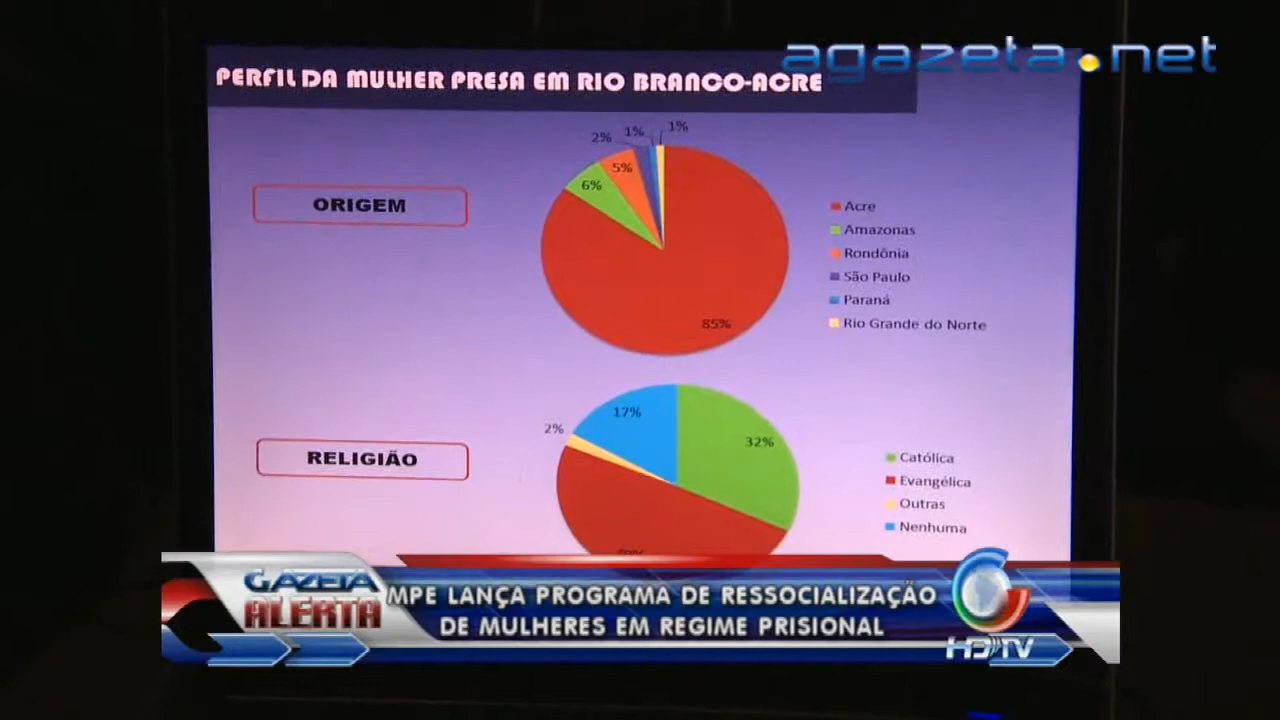 agazeta.net
PERFIL DA MULHER PRESA EM RIO BRANCO-ACRE
2% 1% 1%
5%
6%
ORIGEM
85%
Acre
Amazonas
Rondônia
São Paulo
Paraná
Rio Grande do Norte
17%
2%
32%
RELIGIÃO
Católica
Evangélica
Outras
Nenhuma
GAZETA
ALERTA
MPE LANÇA PROGRAMA DE RESSOCIALIZAÇÃO
DE MULHERES EM REGIME PRISIONAL
HDTV